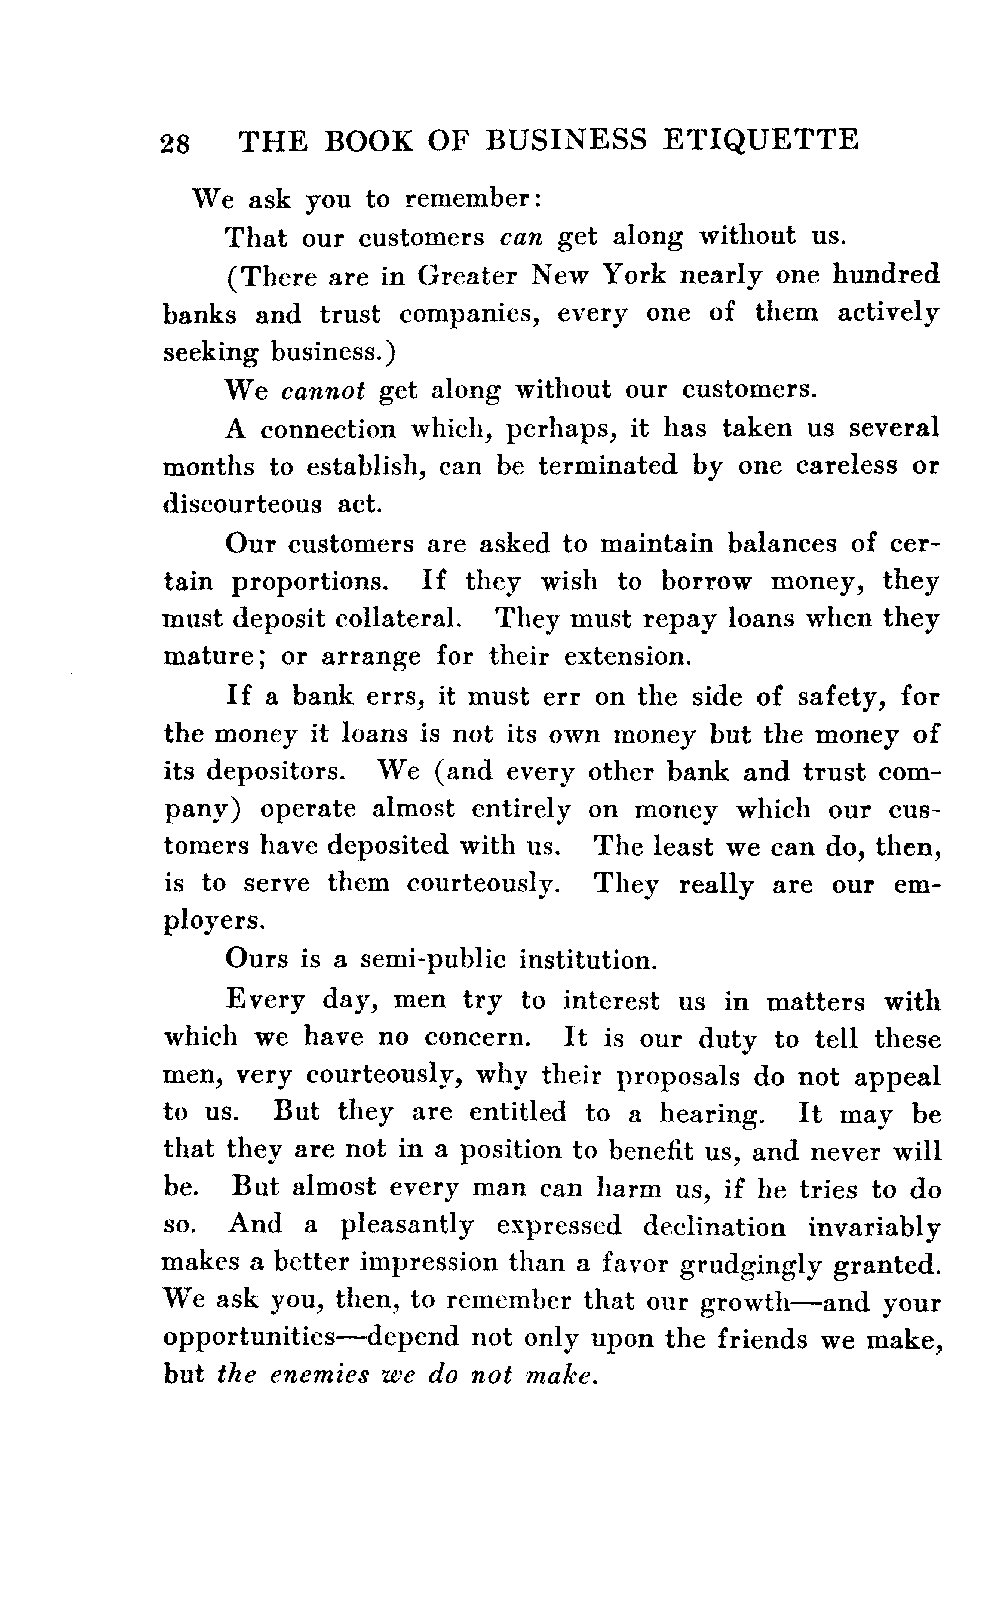 28 THE BOOK OF BUSINESS ETIQUETTE
We ask you to remember:
That our customers can get along without us.
(There are in Greater New York nearly one hundred
banks and trust companies, every one of them actively
seeking business.)
We cannot get along without our customers.
A connection which, perhaps, it has taken us several
months to establish, can be terminated by one careless or
discourteous act.
Our customers are asked to maintain balances of cer-
tain proportions. If they wish to borrow money, they
must deposit collateral. They must repay loans when they
mature; or arrange for their extension.
If a bank errs, it must err on the side of safety, for
the money it loans is not its own money but the money of
its depositors. We (and every other bank and trust com-
pany) operate almost entirely on money which our cus-
tomers have deposited with us. The least we can do, then,
is to serve them courteously. They really are our em-
ployers.
Ours is a semi-public institution.
Every day, men try to interest us in matters with
which we have no concern. It is our duty to tell these
men, very courteously, why their proposals do not appeal
to us. But they are entitled to a hearing. It may be
that they are not in a position to benefit us, and never will
be. But almost every man can harm us, if he tries to do
so. And a pleasantly expressed declination invariably
makes a better impression than a favor grudgingly granted.
We ask you, then, to remember that our growth—and your
opportunities—depend not only upon the friends we make,
but the enemies we do not make.